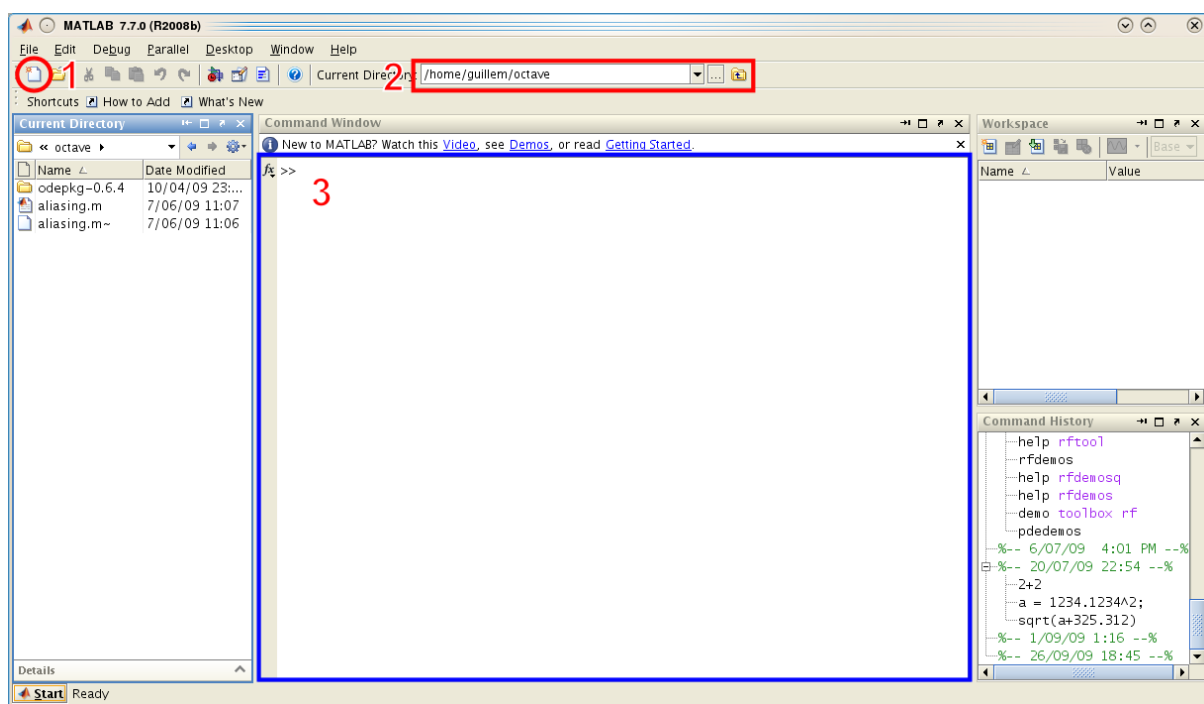 MATLAB 7.7.0 (R2008b)
File Edit Debug Parallel Desktop Window Help
1 2 Current Directory: /home/guillem/octave
Shortcuts How to Add What's New
Current Directory
« octave
Name Date Modified
odepkg-0.6.4 10/04/09 23:...
aliasing.m 7/06/09 11:07
aliasing.m~ 7/06/09 11:06
Details
Command Window
New to MATLAB? Watch this Video, see Demos, or read Getting Started.
fx >>
3
Workspace
Base
Name Value
Command History
help rftool
rfdemos
help rfdemosq
help rfdemos
demo toolbox rf
pdedemos
%-- 6/07/09 4:01 PM --%
%-- 20/07/09 22:54 --%
2+2
a = 1234.1234^2;
sqrt(a+325.312)
%-- 1/09/09 1:16 --%
%-- 26/09/09 18:45 --%
Start Ready